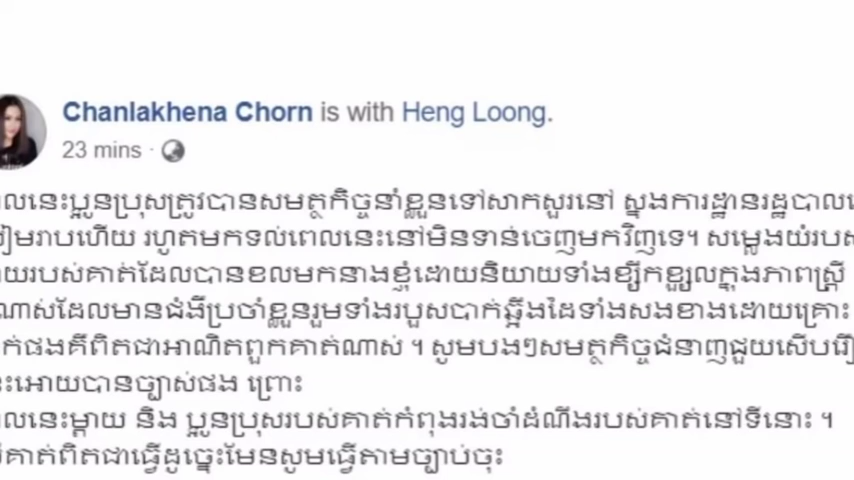 Chanlakhena Chorn is with Heng Loong.
23 mins ·
លនេះប្អូនប្រុសត្រូវបានសមត្ថកិច្ចនាំខ្លួនទៅសាកសួរនៅ ស្នងការដ្ឋានរដ្ឋបាល
រៀមរាបហើយ រហូតមកទល់ពេលនេះនៅមិនទាន់ចេញមកវិញទេ។ សម្លេងយំរបស
យរបស់គាត់ដែលបានខលមកនាងខ្ញុំដោយនិយាយទាំងខ្សឹកខ្សួលក្នុងភាពស្ត្រី
ណាស់ដែលមានជំងឺប្រចាំខ្លួនរួមទាំងរបួសបាក់ឆ្អឹងដៃទាំងសងខាងដោយគ្រោះ
ក់ផងគឺពិតជាអាណិតពួកគាត់ណាស់ ។ សូមបងៗសមត្ថកិច្ចជំនាញជួយសើបរឿ
ះអោយបានច្បាស់ផង ព្រោះ
លនេះម្ដាយ និង ប្អូនប្រុសរបស់គាត់កំពុងរង់ចាំដំណឹងរបស់គាត់នៅទីនោះ ។
គាត់ពិតជាធ្វើដូច្នេះមែនសូមធ្វើតាមច្បាប់ចុះ